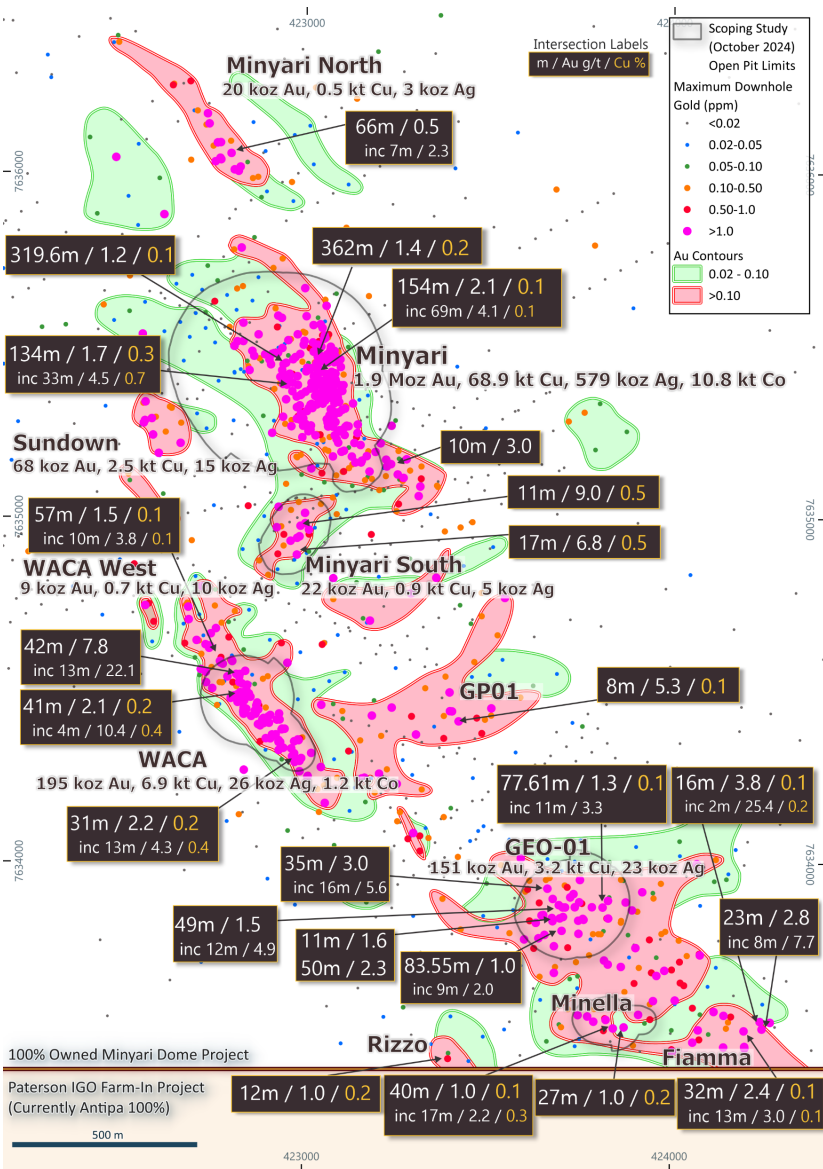 423000
Minyari North
20 koz Au, 0.5 kt Cu, 3 koz Ag
66m / 0.5
inc 7m / 2.3
Intersection Labels
m / Au g/t / Cu %
Scoping Study
(October 2024)
Open Pit Limits
Maximum Downhole
Gold (ppm)
<0.02
0.02-0.05
0.05-0.10
0.10-0.50
0.50-1.0
>1.0
Au Contours
0.02 - 0.10
>0.10
7636000
319.6m / 1.2 / 0.1
362m / 1.4 / 0.2
154m / 2.1 / 0.1
inc 69m / 4.1 / 0.1
134m / 1.7 / 0.3
inc 33m / 4.5 / 0.7
Minyari
1.9 Moz Au, 68.9 kt Cu, 579 koz Ag, 10.8 kt Co
Sundown
68 koz Au, 2.5 kt Cu, 15 koz Ag
10m / 3.0
11m / 9.0 / 0.5
57m / 1.5 / 0.1
inc 10m / 3.8 / 0.1
7635000
7635000
17m / 6.8 / 0.5
WACA West
9 koz Au, 0.7 kt Cu, 10 koz Ag
Minyari South
22 koz Au, 0.9 kt Cu, 5 koz Ag
42m / 7.8
inc 13m / 22.1
41m / 2.1 / 0.2
inc 4m / 10.4 / 0.4
GP01
8m / 5.3 / 0.1
WACA
195 koz Au, 6.9 kt Cu, 26 koz Ag, 1.2 kt Co
31m / 2.2 / 0.2
inc 13m / 4.3 / 0.4
77.61m / 1.3 / 0.1
inc 11m / 3.3
16m / 3.8 / 0.1
inc 2m / 25.4 / 0.2
7634000
7634000
GEO-01
151 koz Au, 3.2 kt Cu, 23 koz Ag
35m / 3.0
inc 16m / 5.6
49m / 1.5
inc 12m / 4.9
11m / 1.6
50m / 2.3
83.55m / 1.0
inc 9m / 2.0
23m / 2.8
inc 8m / 7.7
Minella
Rizzo
Fiamma
100% Owned Minyari Dome Project
Paterson IGO Farm-In Project
(Currently Antipa 100%)
12m / 1.0 / 0.2
40m / 1.0 / 0.1
inc 17m / 2.2 / 0.3
27m / 1.0 / 0.2
32m / 2.4 / 0.1
inc 13m / 3.0 / 0.1
500 m
423000
424000